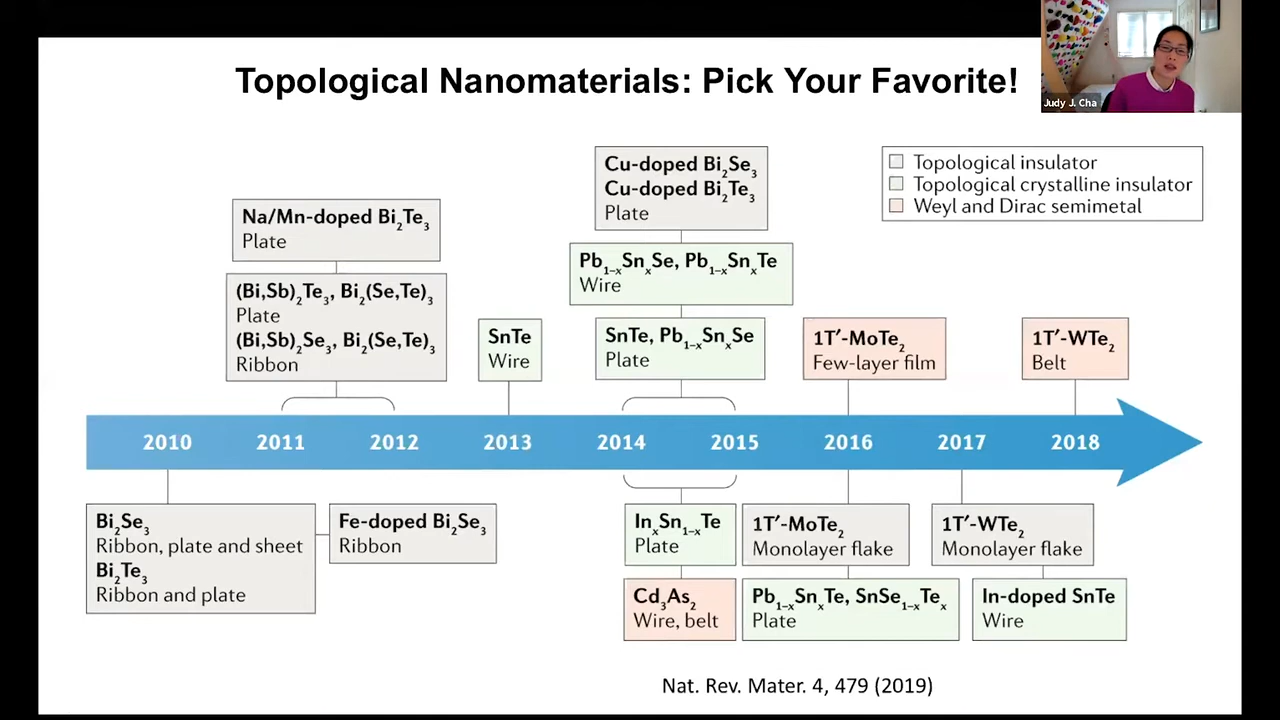 Topological Nanomaterials: Pick Your Favorite!
Judy J. Cha
Topological insulator
Topological crystalline insulator
Weyl and Dirac semimetal
Cu-doped Bi₂Se₃
Cu-doped Bi₂Te₃
Plate
Na/Mn-doped Bi₂Te₃
Plate
Pb₁₋ₓSnₓSe, Pb₁₋ₓSnₓTe
Wire
(Bi,Sb)₂Te₃, Bi₂(Se,Te)₃
Plate
(Bi,Sb)₂Se₃, Bi₂(Se,Te)₃
Ribbon
SnTe
Wire
SnTe, Pb₁₋ₓSnₓSe
Plate
1T′-MoTe₂
Few-layer film
1T′-WTe₂
Belt
2010 2011 2012 2013 2014 2015 2016 2017 2018
Bi₂Se₃
Ribbon, plate and sheet
Bi₂Te₃
Ribbon and plate
Fe-doped Bi₂Se₃
Ribbon
InₓSn₁₋ₓTe
Plate
1T′-MoTe₂
Monolayer flake
1T′-WTe₂
Monolayer flake
Cd₃As₂
Wire, belt
Pb₁₋ₓSnₓTe, SnSe₁₋ₓTeₓ
Plate
In-doped SnTe
Wire
Nat. Rev. Mater. 4, 479 (2019)